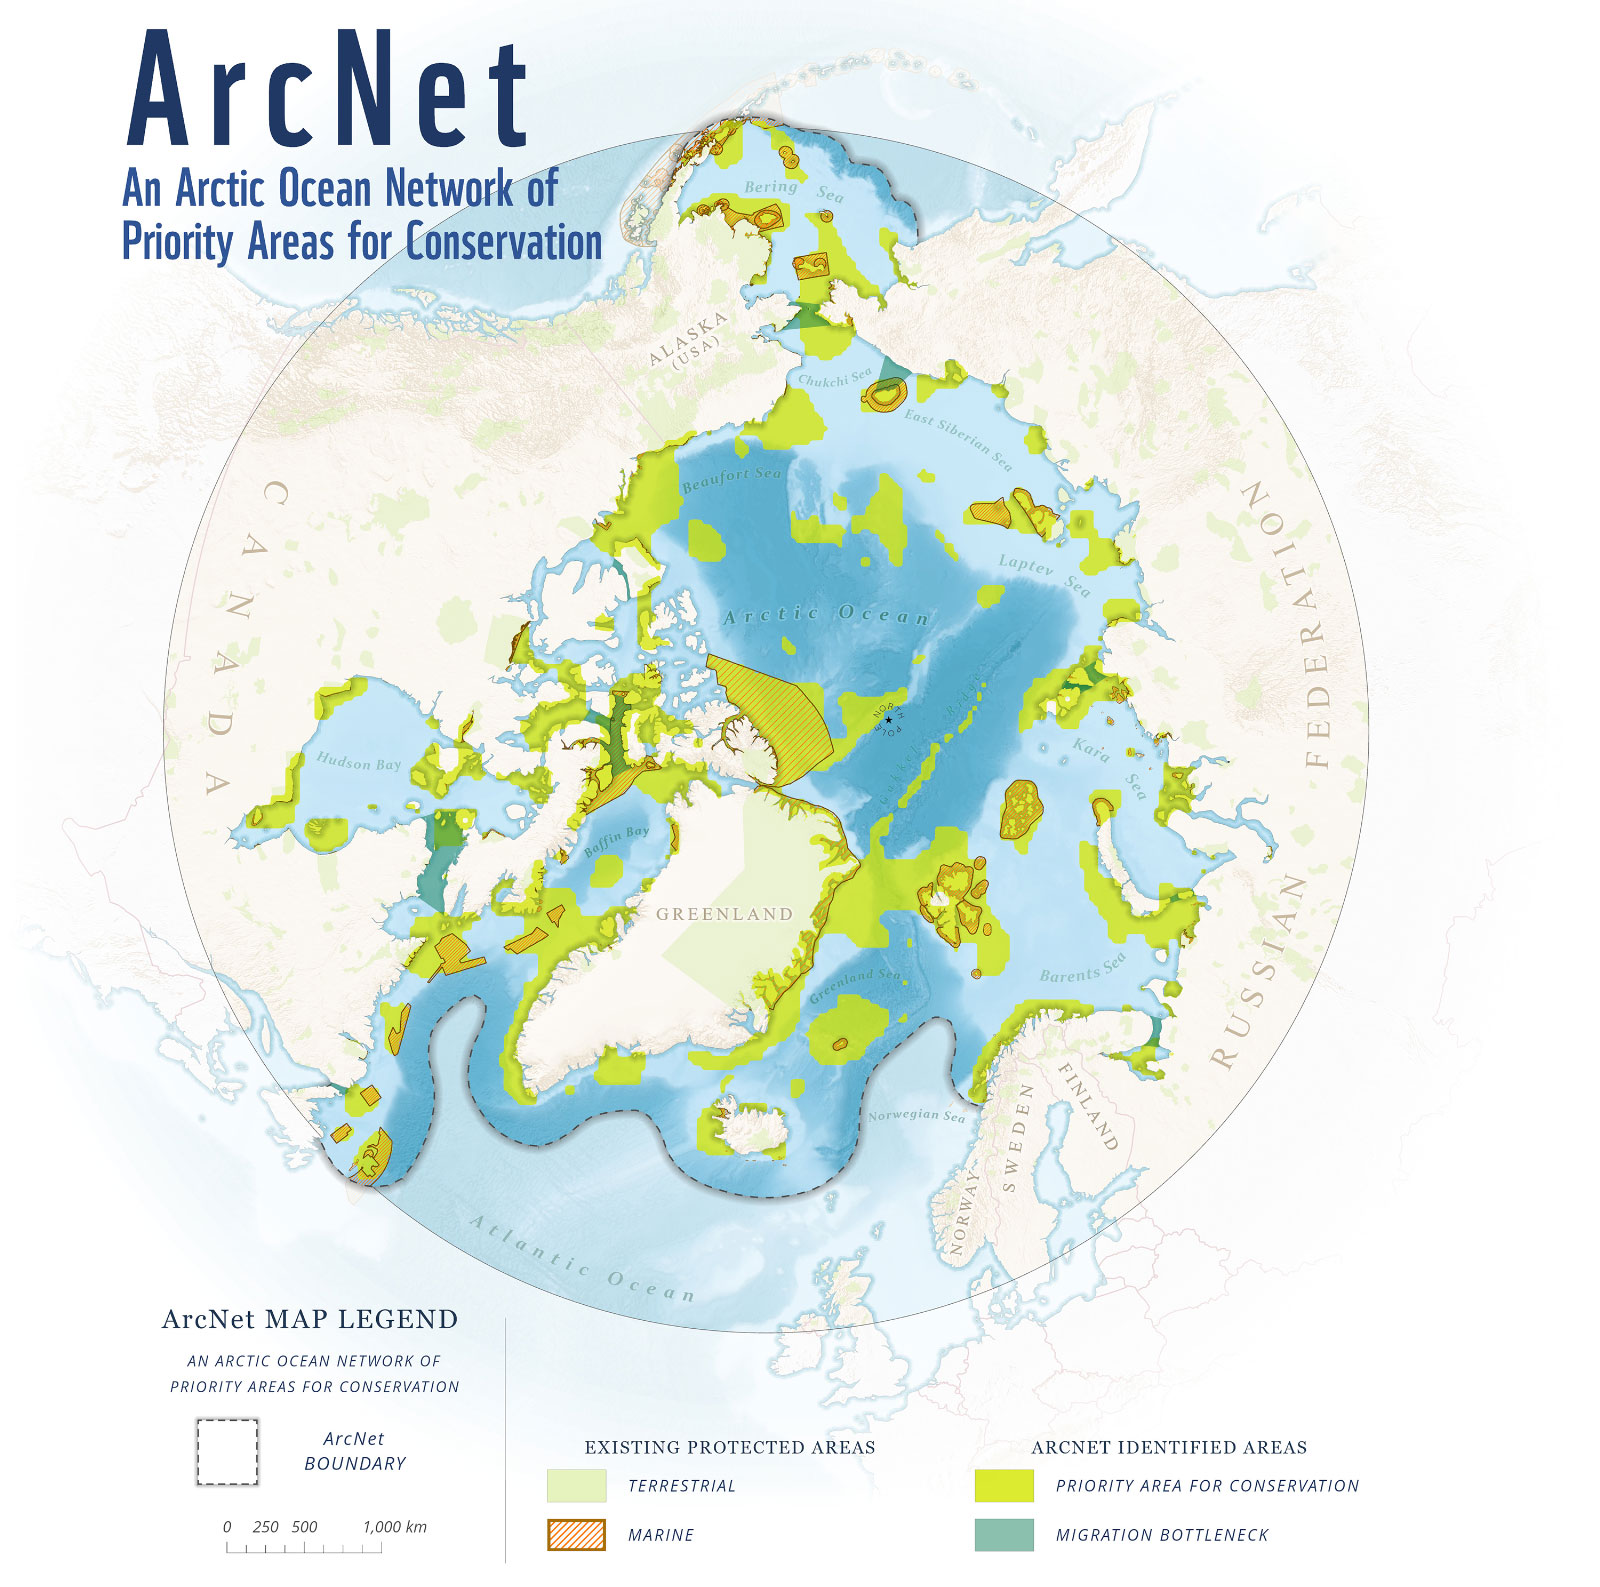 ArcNet
An Arctic Ocean Network of
Priority Areas for Conservation
Bering Sea
ALASKA
(USA)
Chukchi Sea
East Siberian Sea
Beaufort Sea
CANADA
Laptev Sea
Arctic Ocean
RUSSIAN FEDERATION
NORTH POLE
Gakkel Ridge
Kara Sea
Hudson Bay
Baffin Bay
GREENLAND
Greenland Sea
Barents Sea
Norwegian Sea
FINLAND
SWEDEN
NORWAY
Atlantic Ocean
ArcNet MAP LEGEND
AN ARCTIC OCEAN NETWORK OF
PRIORITY AREAS FOR CONSERVATION
ArcNet
BOUNDARY
0 250 500 1,000 km
EXISTING PROTECTED AREAS
TERRESTRIAL
MARINE
ARCNET IDENTIFIED AREAS
PRIORITY AREA FOR CONSERVATION
MIGRATION BOTTLENECK